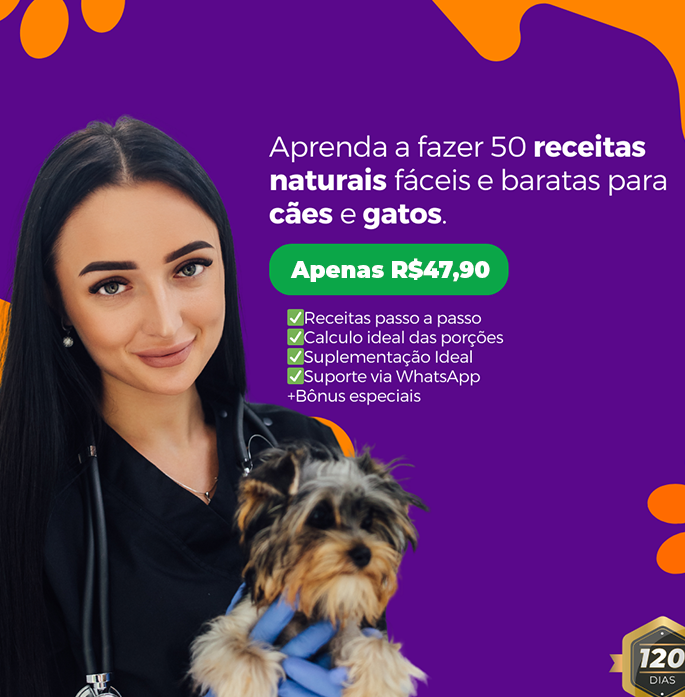 Aprenda a fazer 50 receitas
naturais fáceis e baratas para
cães e gatos.
Apenas R$47,90
✅Receitas passo a passo
✅Calculo ideal das porções
✅Suplementação Ideal
✅Suporte via WhatsApp
+Bônus especiais
120
DIAS